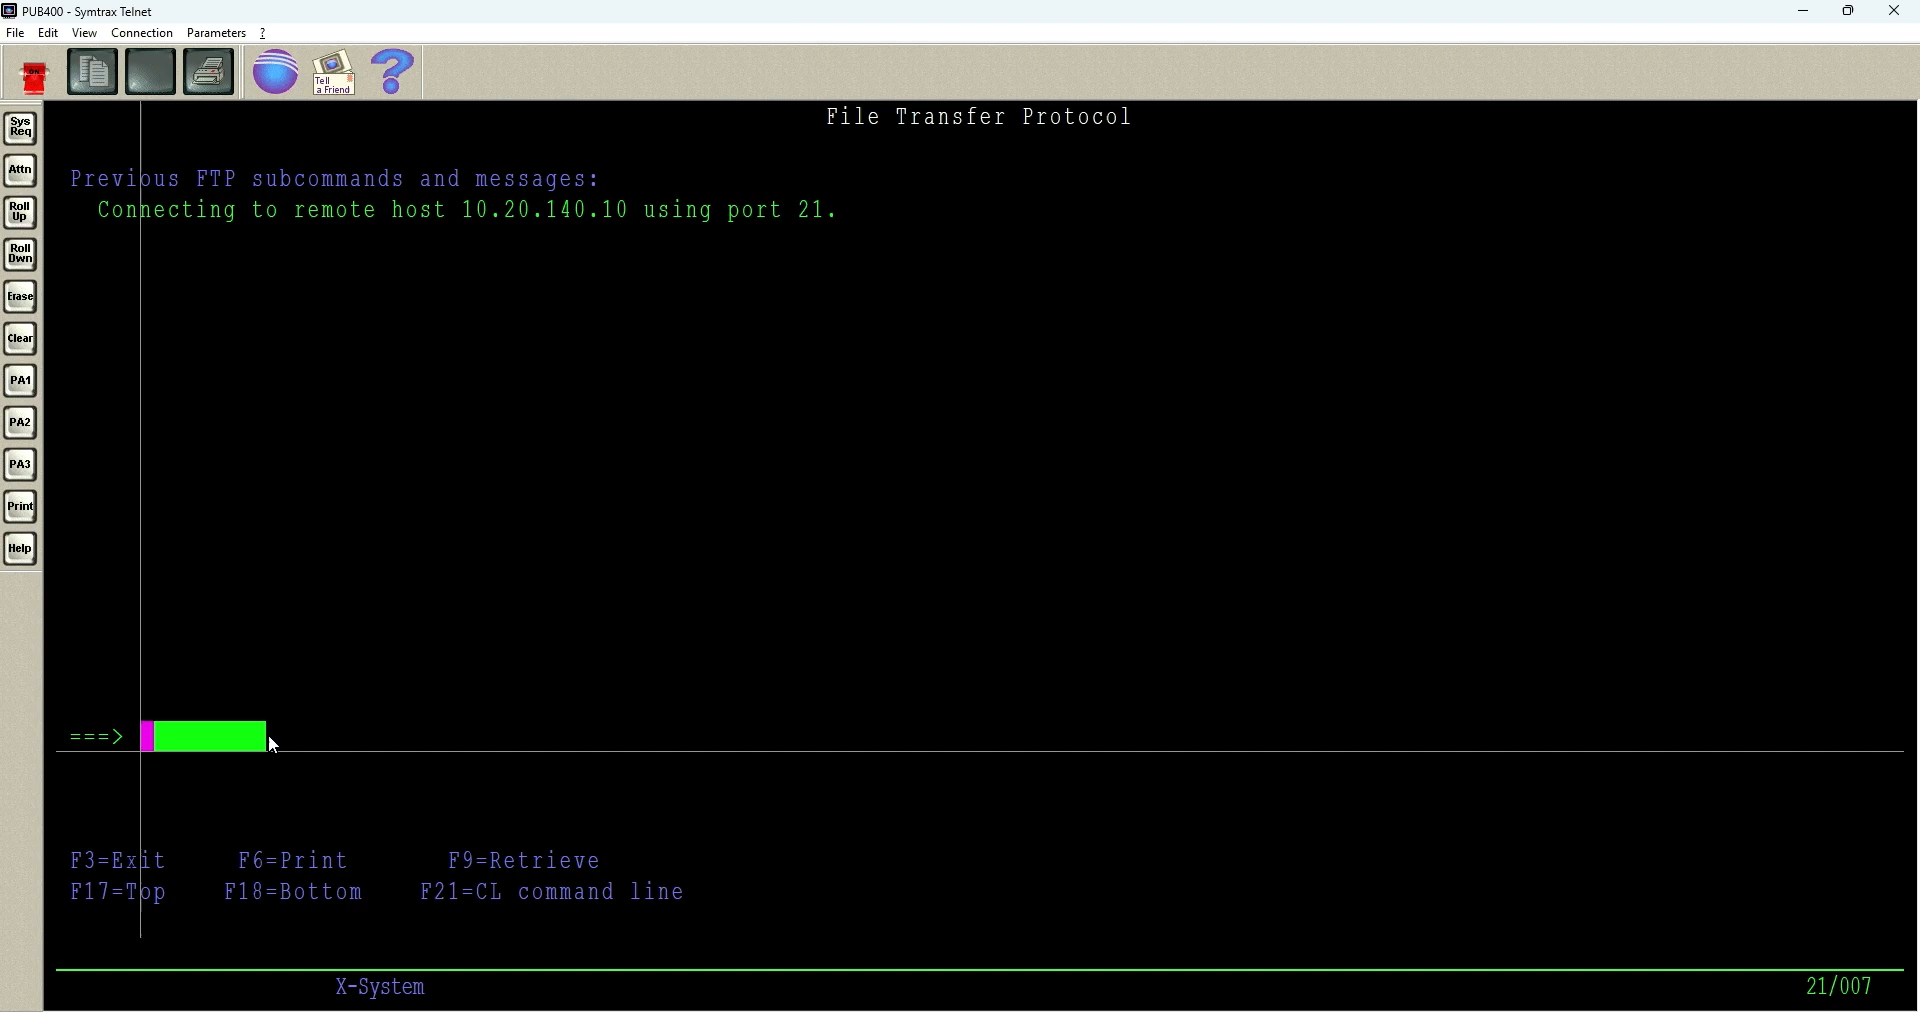 PUB400 - Symtrax Telnet
File Edit View Connection Parameters ?
ON
Tell
a Friend
Sys
Req
Attn
Roll
Up
Roll
Dwn
Erase
Clear
PA1
PA2
PA3
Print
Help
File Transfer Protocol
Previous FTP subcommands and messages:
Connecting to remote host 10.20.140.10 using port 21.
===>
F3=Exit F6=Print F9=Retrieve
F17=Top F18=Bottom F21=CL command line
X-System 21/007